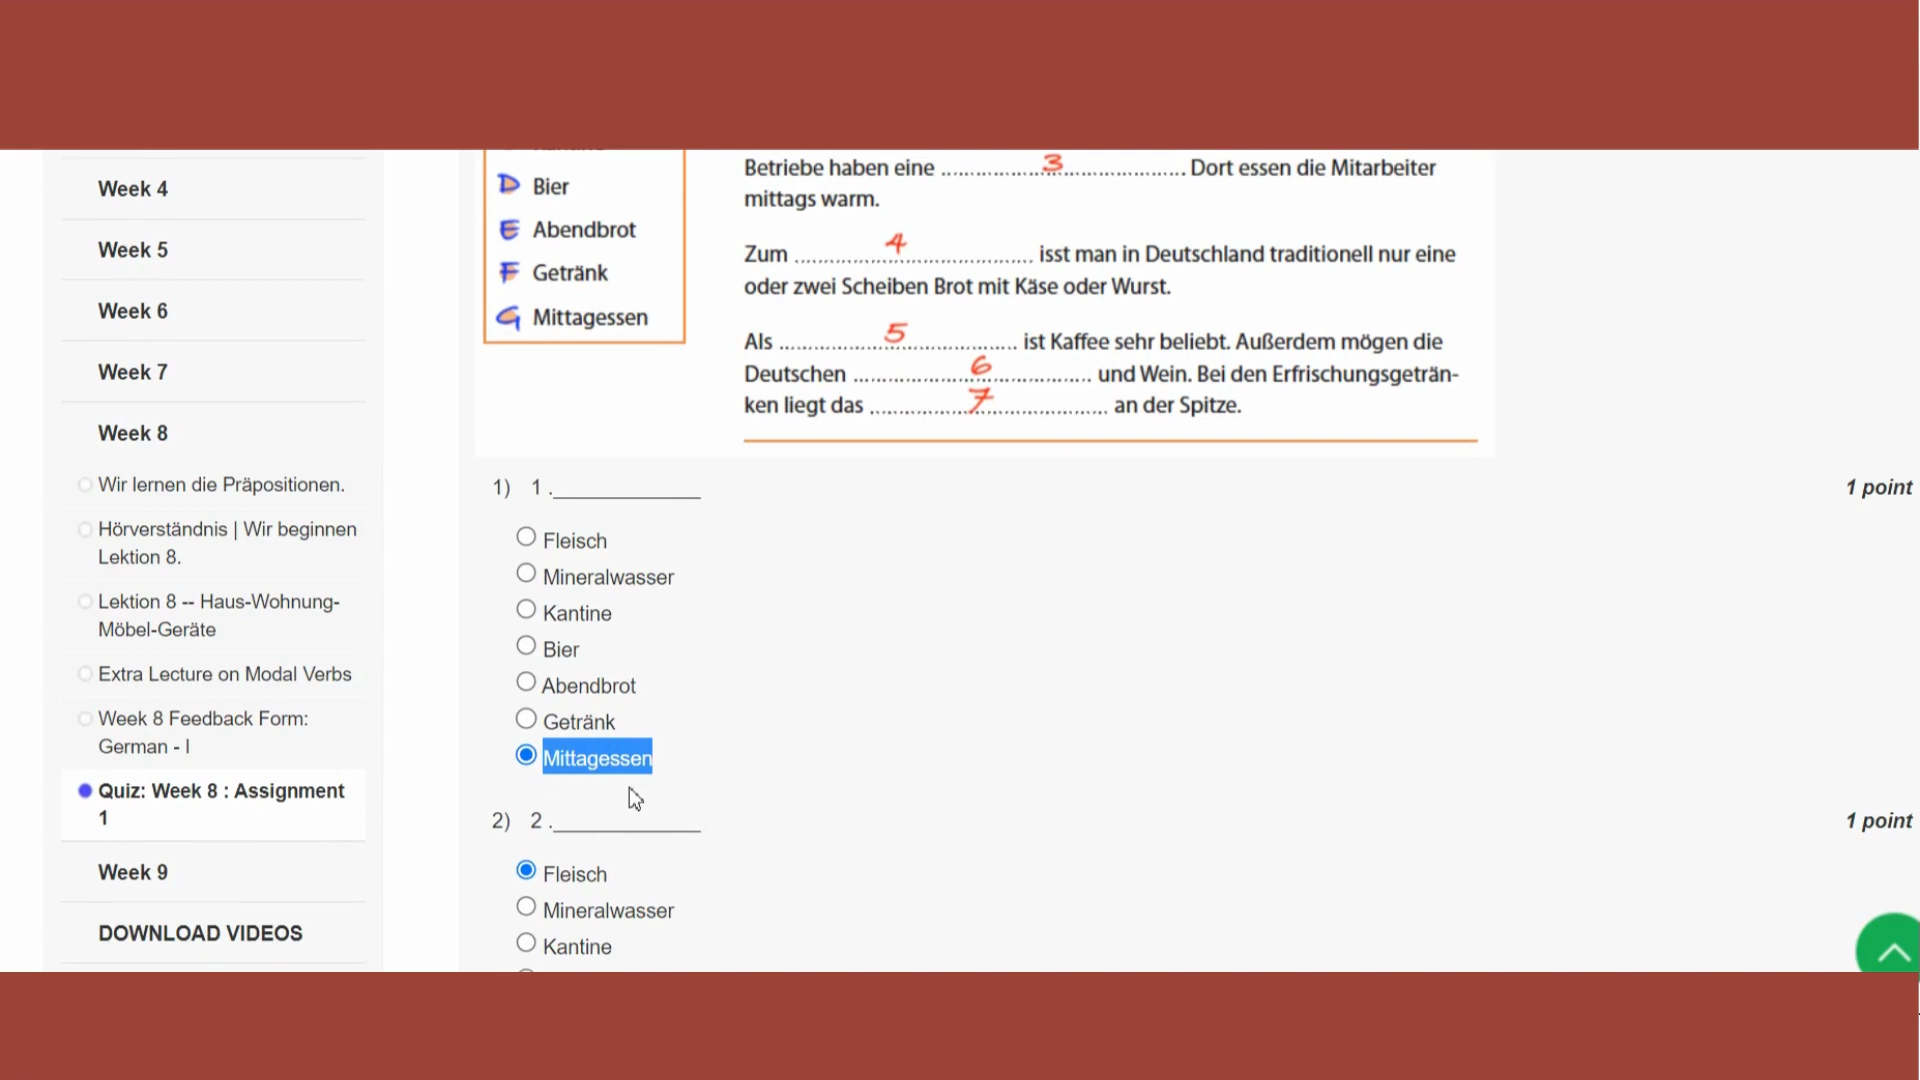 Week 4
Week 5
Week 6
Week 7
Week 8
Wir lernen die Präpositionen.
Hörverständnis | Wir beginnen
Lektion 8.
Lektion 8 -- Haus-Wohnung-
Möbel-Geräte
Extra Lecture on Modal Verbs
Week 8 Feedback Form:
German - I
Quiz: Week 8 : Assignment
1
Week 9
DOWNLOAD VIDEOS
D Bier
E Abendbrot
F Getränk
G Mittagessen
Betriebe haben eine ........3........ . Dort essen die Mitarbeiter
mittags warm.
Zum ........4........ isst man in Deutschland traditionell nur eine
oder zwei Scheiben Brot mit Käse oder Wurst.
Als ........5........ ist Kaffee sehr beliebt. Außerdem mögen die
Deutschen ........6........ und Wein. Bei den Erfrischungsgeträn-
ken liegt das ........7........ an der Spitze.
1) 1 .____________ 1 point
Fleisch
Mineralwasser
Kantine
Bier
Abendbrot
Getränk
Mittagessen
2) 2 .____________ 1 point
Fleisch
Mineralwasser
Kantine